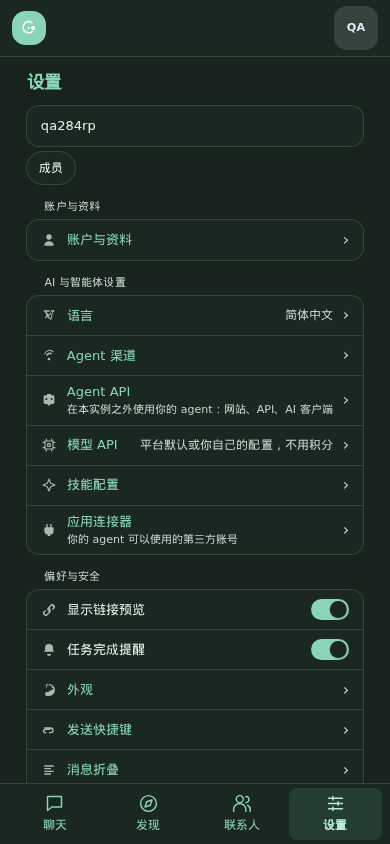 QA
设置
qa284rp
成员
账户与资料
账户与资料
AI 与智能体设置
语言 简体中文
Agent 渠道
Agent API
在本实例之外使用你的 agent：网站、API、AI 客户端
模型 API 平台默认或你自己的配置，不用积分
技能配置
应用连接器
你的 agent 可以使用的第三方账号
偏好与安全
显示链接预览
任务完成提醒
外观
发送快捷键
消息折叠
聊天 发现 联系人 设置